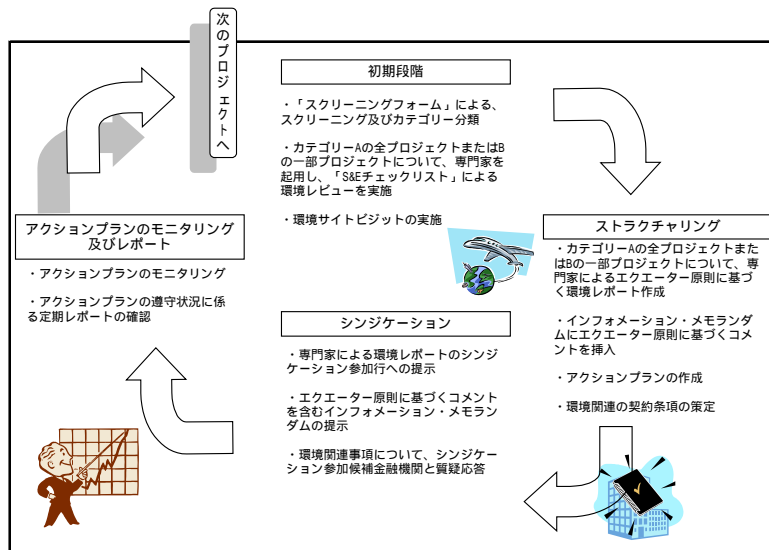 次のプロジェクトへ
初期段階
・「スクリーニングフォーム」による、
スクリーニング及びカテゴリー分類
・カテゴリーAの全プロジェクトまたはB
の一部プロジェクトについて、専門家
を起用し、「S&Eチェックリスト」による
環境レビューを実施
・環境サイトビジットの実施
ストラクチャリング
・カテゴリーAの全プロジェクトまた
はBの一部プロジェクトについて、専
門家によるエクエーター原則に基づ
く環境レポート作成
・インフォメーション・メモランダ
ムにエクエーター原則に基づくコメ
ントを挿入
・アクションプランの作成
・環境関連の契約条項の策定
シンジケーション
・専門家による環境レポートのシンジ
ケーション参加行への提示
・エクエーター原則に基づくコメント
を含むインフォメーション・メモラン
ダムの提示
・環境関連事項について、シンジケー
ション参加候補金融機関と質疑応答
アクションプランのモニタリング
及びレポート
・アクションプランのモニタリング
・アクションプランの遵守状況に係
る定期レポートの確認